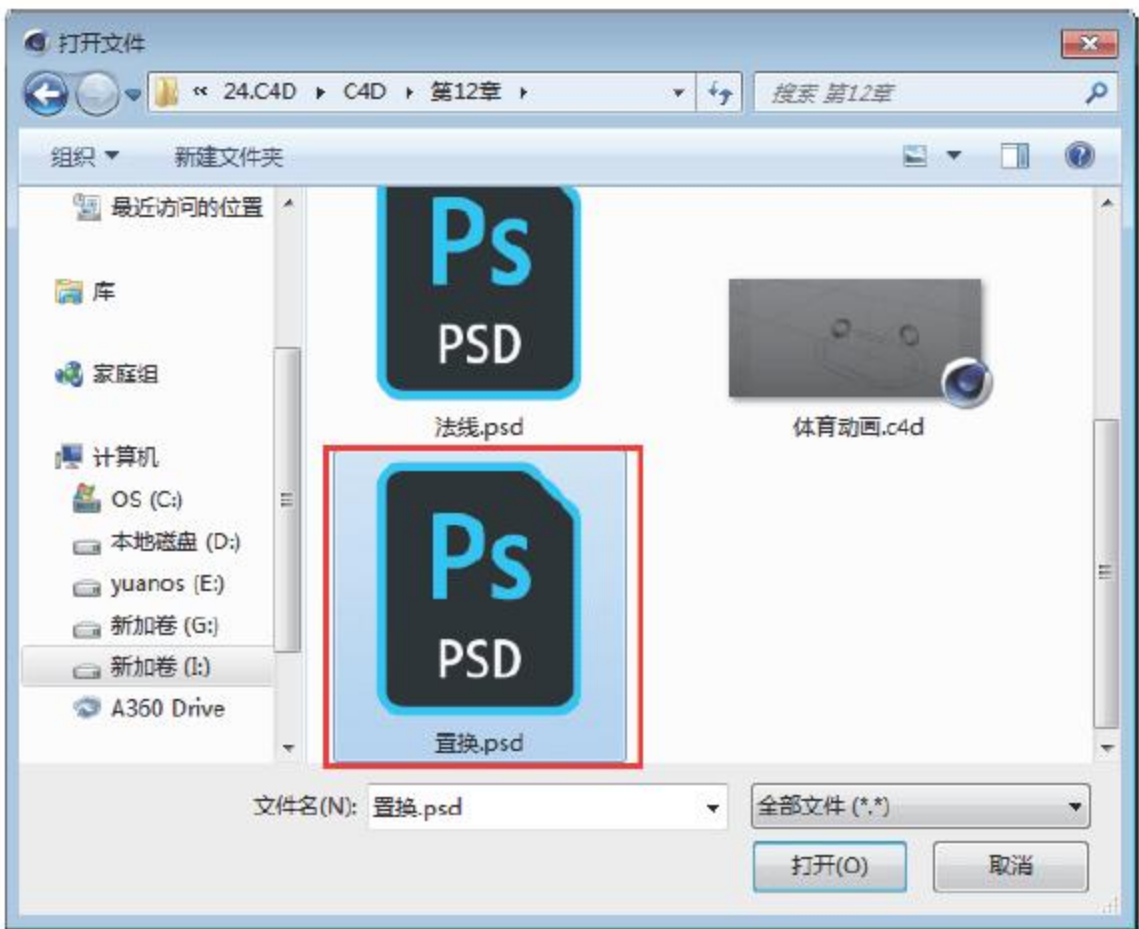 打开文件
« 24.C4D ▸ C4D ▸ 第12章 ▸
搜索 第12章
组织 新建文件夹
最近访问的位置
库
家庭组
计算机
OS (C:)
本地磁盘 (D:)
yuanos (E:)
新加卷 (G:)
新加卷 (I:)
A360 Drive
Ps
PSD
法线.psd
体育动画.c4d
Ps
PSD
置换.psd
文件名(N): 置换.psd
全部文件 (*.*)
打开(O) 取消